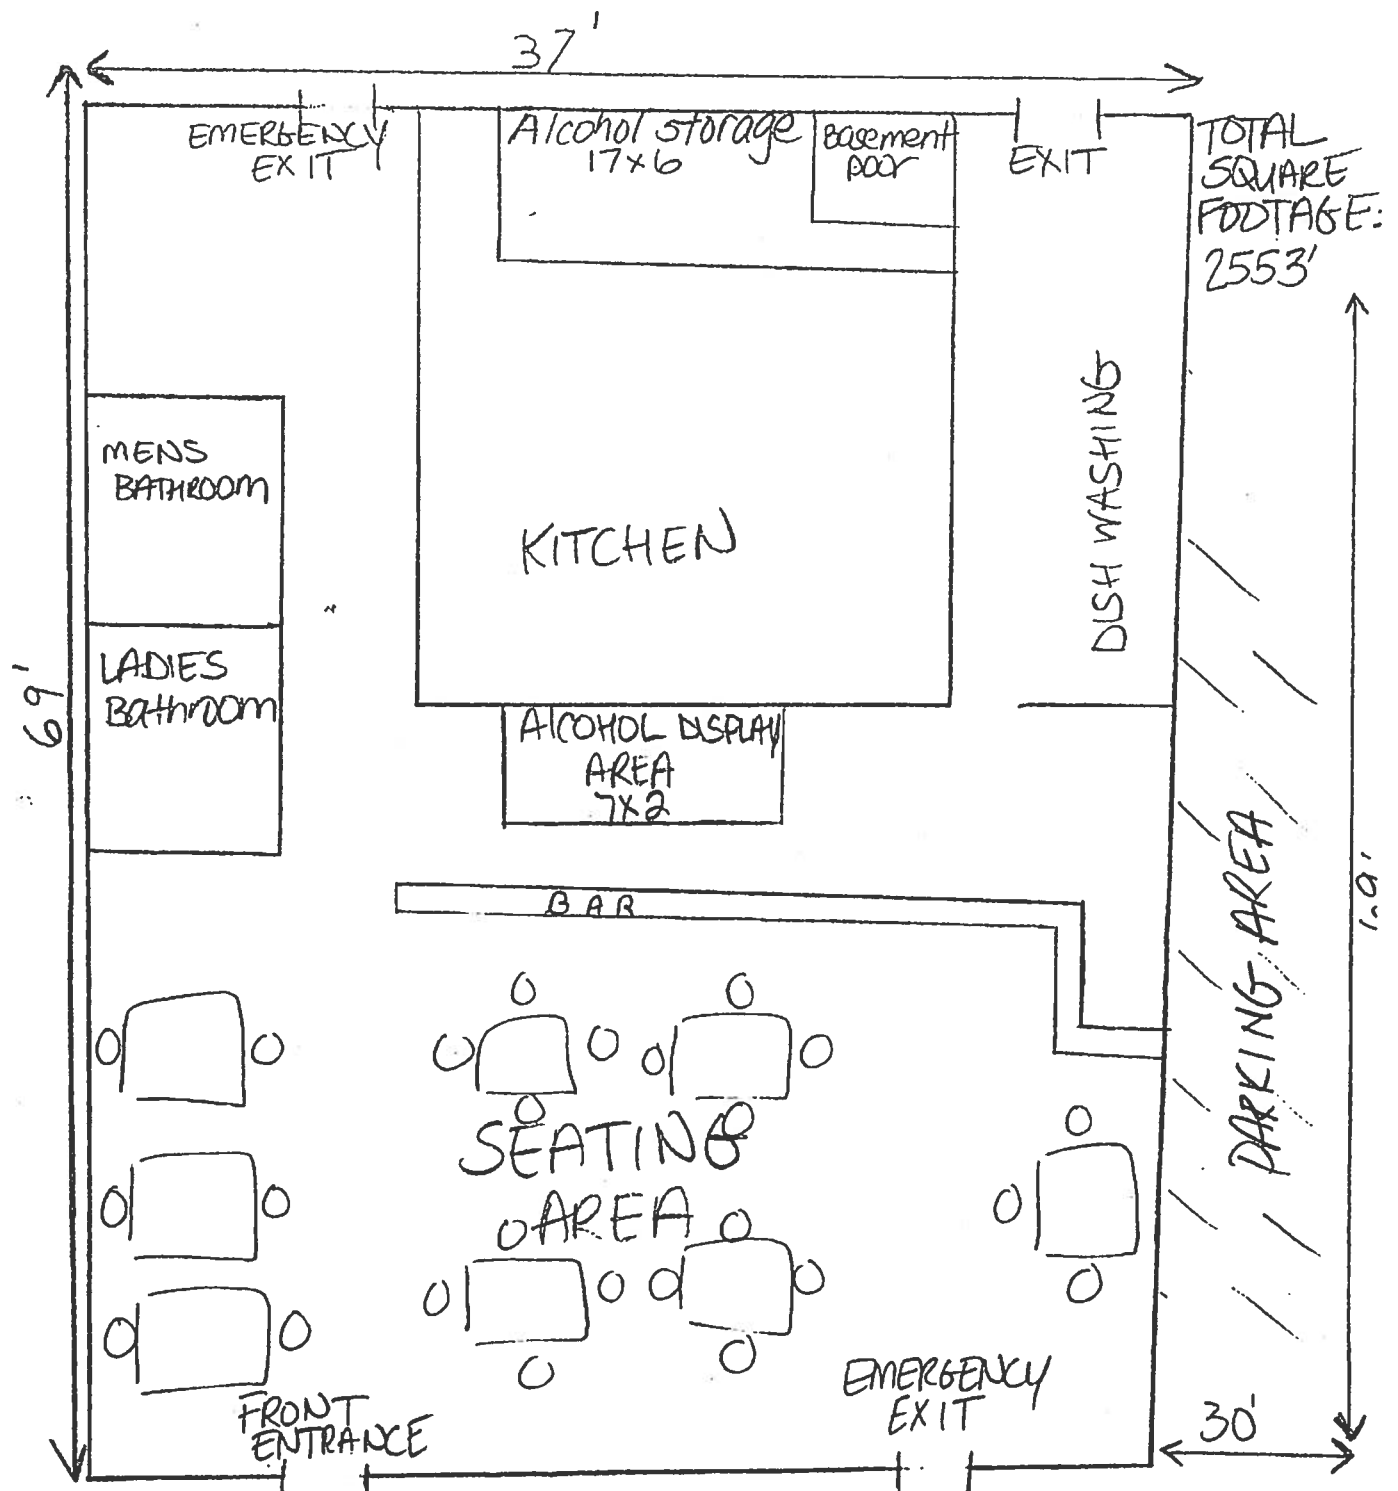 37'
EMERGENCY
EXIT
Alcohol storage
17x6
Basement
Door
EXIT
TOTAL
SQUARE
FOOTAGE:
2553'
MENS
BATHROOM
KITCHEN
DISH WASHING
LADIES
Bathroom
69'
AlCOHOL DISPLAY
AREA
7x2
BAR
PARKING AREA
SEATING
AREA
EMERGENCY
EXIT
FRONT
ENTRANCE
30'